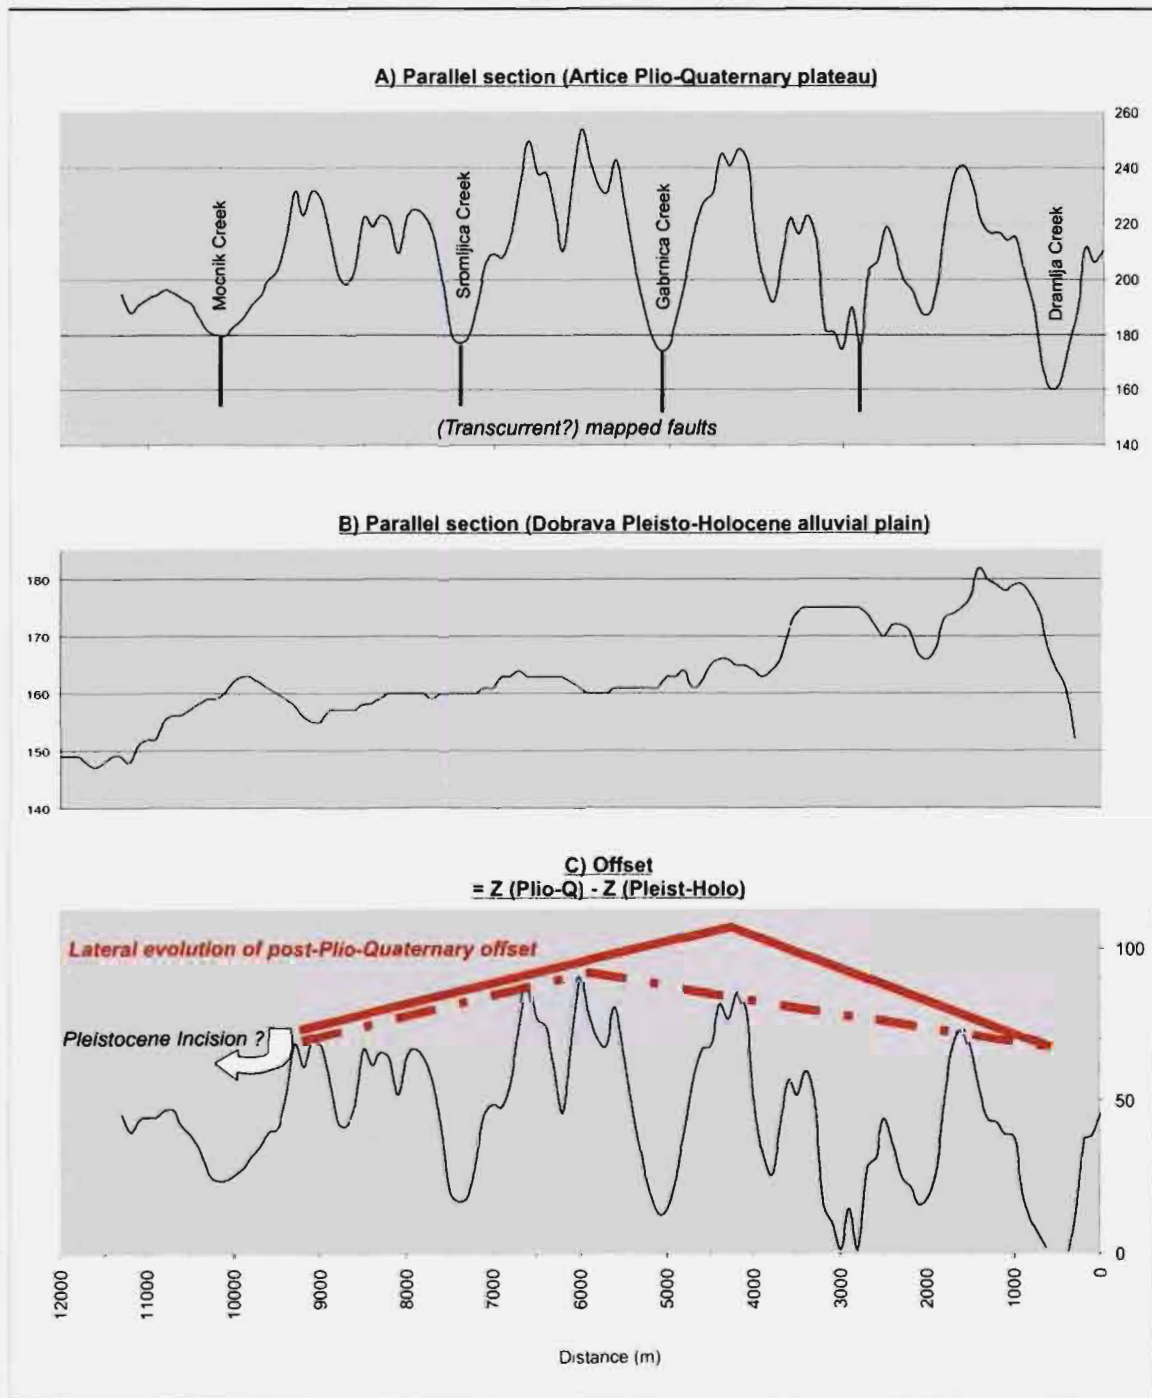 A) Parallel section (Artice Plio-Quaternary plateau)
260
240
220
200
180
160
140
Mocnik Creek
Sromljica Creek
Gabrnica Creek
Dramlja Creek
(Transcurrent?) mapped faults
B) Parallel section (Dobrava Pleisto-Holocene alluvial plain)
180
170
160
150
140
C) Offset
= Z (Plio-Q) - Z (Pleist-Holo)
Lateral evolution of post-Plio-Quaternary offset
Pleistocene Incision ?
100
50
0
12000
11000
10000
9000
8000
7000
6000
5000
4000
3000
2000
1000
0
Distance (m)